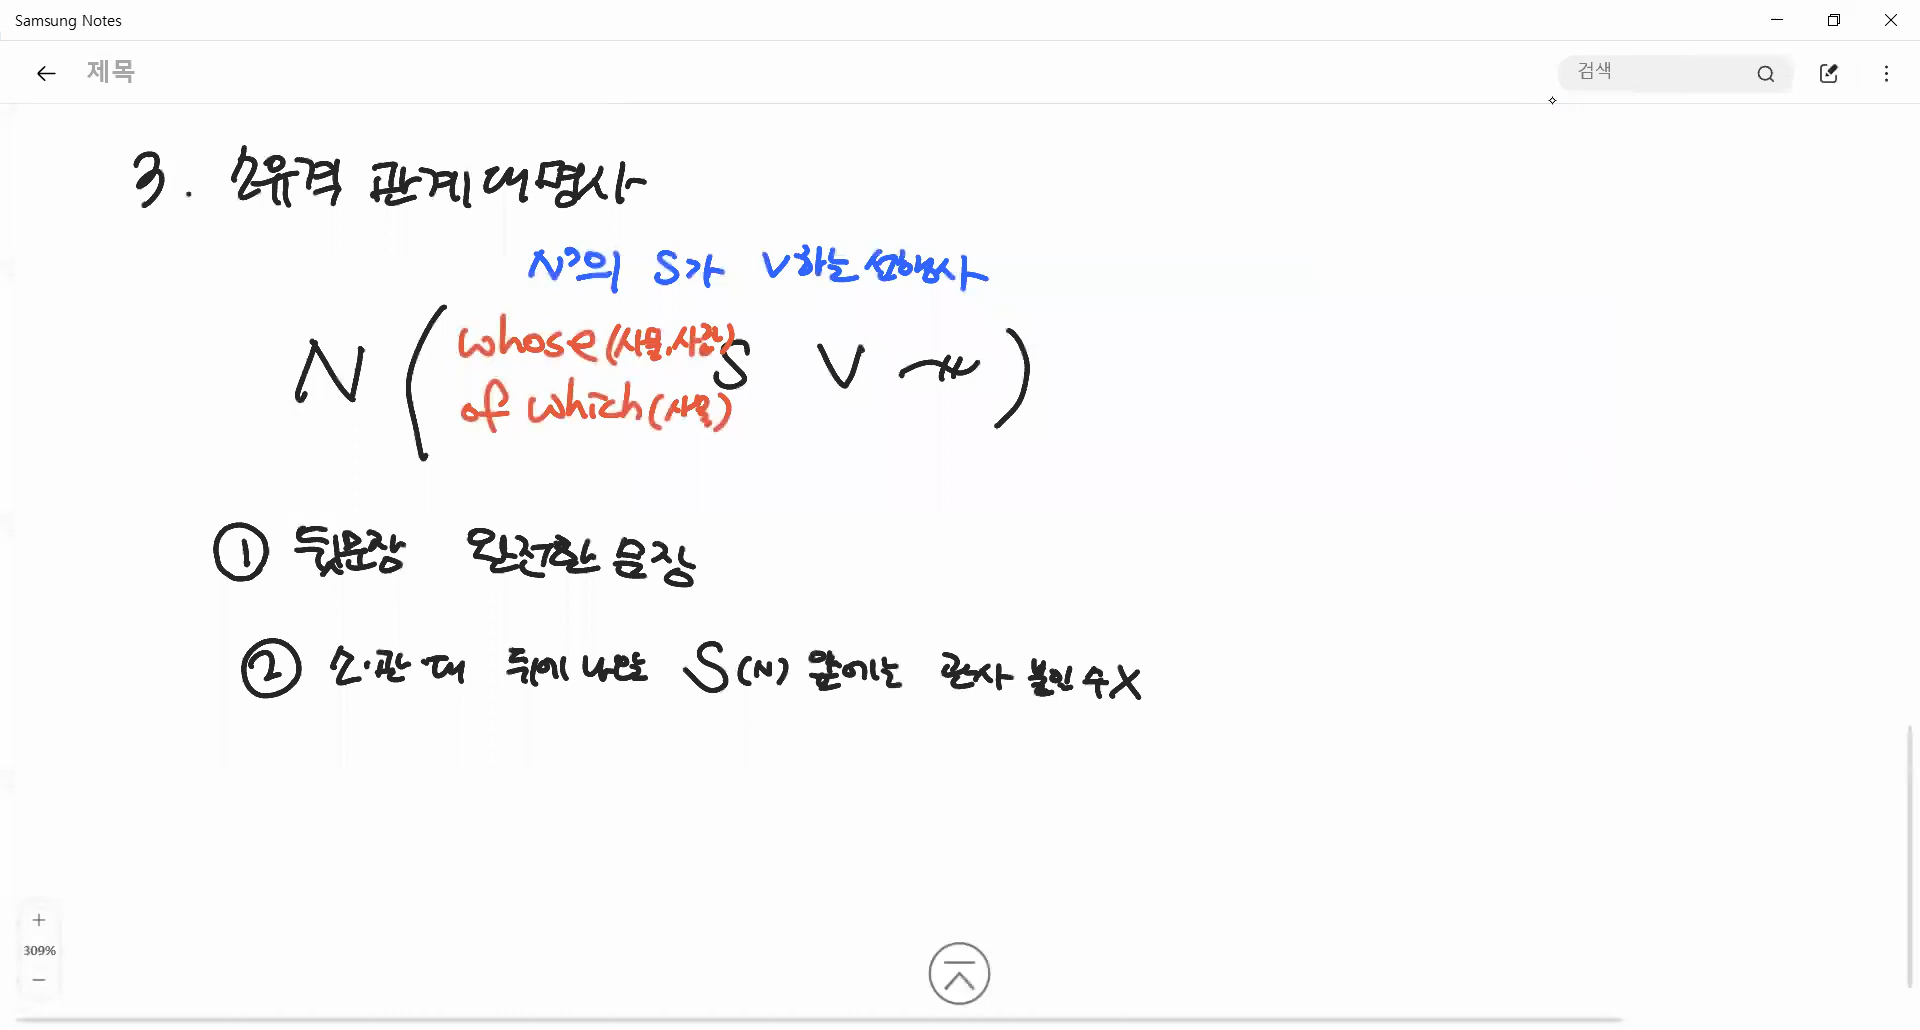 Samsung Notes
제목
검색
3. 소유격 관계대명사
N의 S가 V하는 선행사
N ( whose (사물, 사람) S V ~ )
of which (사물)
① 뒷문장 완전한 문장
② 소·관·대 뒤에 나오는 S (N) 앞에는 관사 붙인 수 X
309%